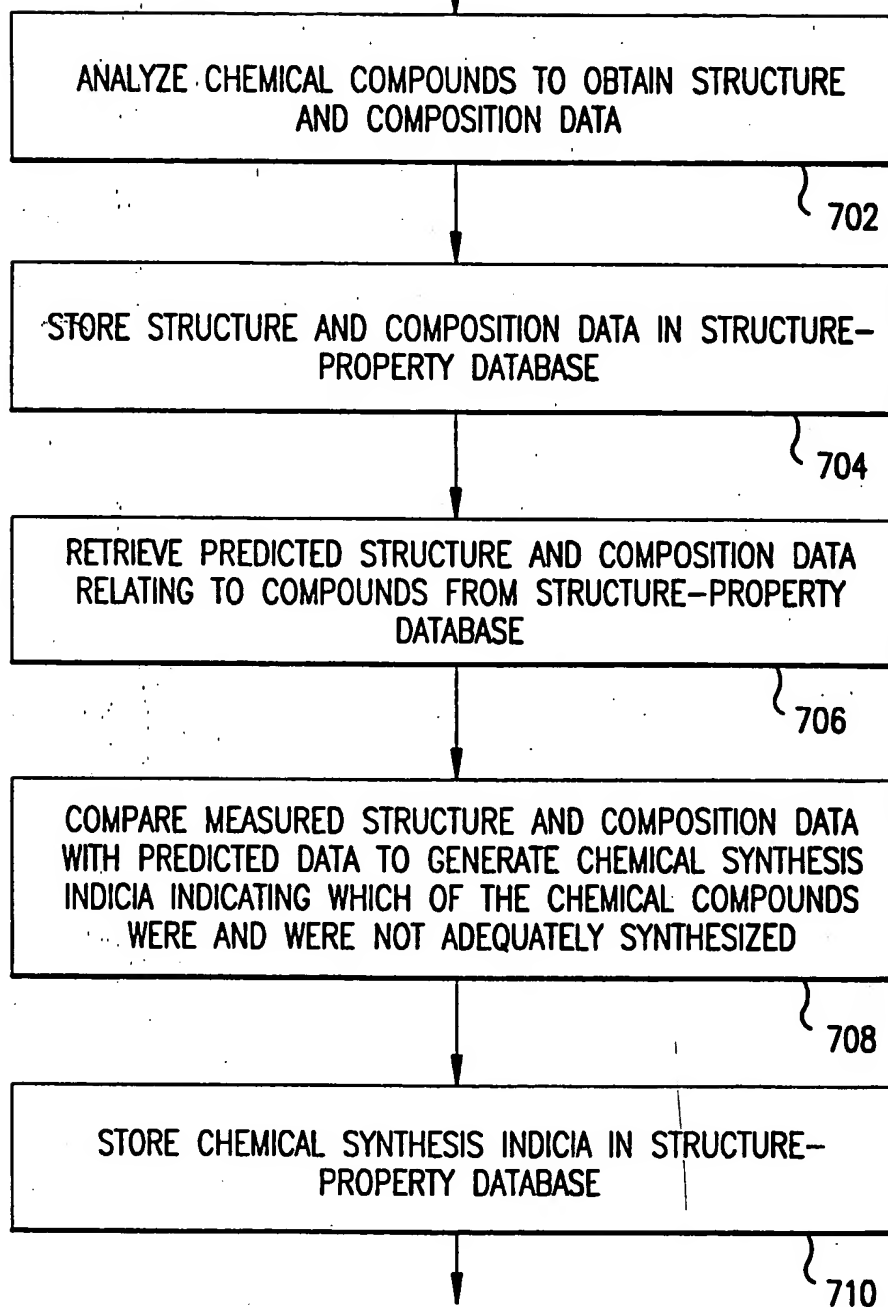 ANALYZE CHEMICAL COMPOUNDS TO OBTAIN STRUCTURE
AND COMPOSITION DATA
702
STORE STRUCTURE AND COMPOSITION DATA IN STRUCTURE-
PROPERTY DATABASE
704
RETRIEVE PREDICTED STRUCTURE AND COMPOSITION DATA
RELATING TO COMPOUNDS FROM STRUCTURE-PROPERTY
DATABASE
706
COMPARE MEASURED STRUCTURE AND COMPOSITION DATA
WITH PREDICTED DATA TO GENERATE CHEMICAL SYNTHESIS
INDICIA INDICATING WHICH OF THE CHEMICAL COMPOUNDS
WERE AND WERE NOT ADEQUATELY SYNTHESIZED
708
STORE CHEMICAL SYNTHESIS INDICIA IN STRUCTURE-
PROPERTY DATABASE
710